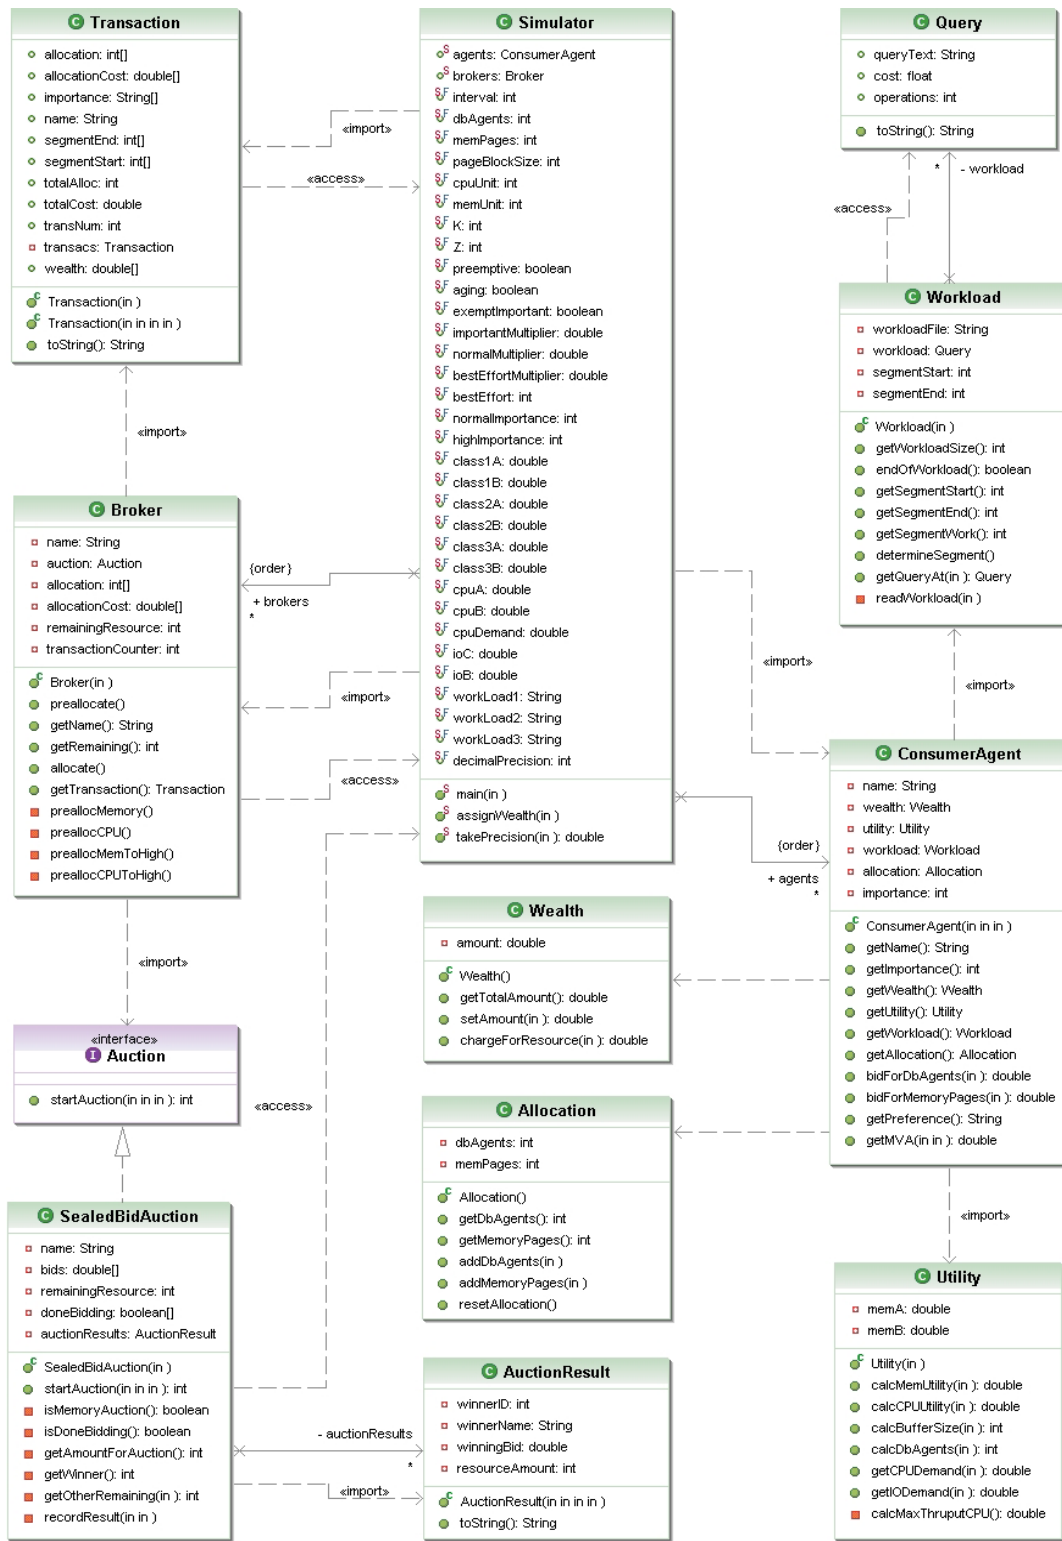 Transaction
allocation: int[]
allocationCost: double[]
importance: String[]
name: String
segmentEnd: int[]
segmentStart: int[]
totalAlloc: int
totalCost: double
transNum: int
transacs: Transaction
wealth: double[]
Transaction(in )
Transaction(in in in in )
toString(): String
«import»
«access»
«import»
Simulator
agents: ConsumerAgent
brokers: Broker
interval: int
dbAgents: int
memPages: int
pageBlockSize: int
cpuUnit: int
memUnit: int
K: int
Z: int
preemptive: boolean
aging: boolean
exemptImportant: boolean
importantMultiplier: double
normalMultiplier: double
bestEffortMultiplier: double
bestEffort: int
normalImportance: int
highImportance: int
class1A: double
class1B: double
class2A: double
class2B: double
class3A: double
class3B: double
cpuA: double
cpuB: double
cpuDemand: double
ioC: double
ioB: double
workLoad1: String
workLoad2: String
workLoad3: String
decimalPrecision: int
main(in )
assignWealth(in )
takePrecision(in ): double
Query
queryText: String
cost: float
operations: int
toString(): String
* - workload
«access»
Workload
workloadFile: String
workload: Query
segmentStart: int
segmentEnd: int
Workload(in )
getWorkloadSize(): int
endOfWorkload(): boolean
getSegmentStart(): int
getSegmentEnd(): int
getSegmentWork(): int
determineSegment()
getQueryAt(in ): Query
readWorkload(in )
«import»
«import»
Broker
name: String
auction: Auction
allocation: int[]
allocationCost: double[]
remainingResource: int
transactionCounter: int
Broker(in )
preallocate()
getName(): String
getRemaining(): int
allocate()
getTransaction(): Transaction
preallocMemory()
preallocCPU()
preallocMemToHigh()
preallocCPUToHigh()
{order}
+ brokers
*
«import»
«access»
«import»
ConsumerAgent
name: String
wealth: Wealth
utility: Utility
workload: Workload
allocation: Allocation
importance: int
ConsumerAgent(in in in )
getName(): String
getImportance(): int
getWealth(): Wealth
getUtility(): Utility
getWorkload(): Workload
getAllocation(): Allocation
bidForDbAgents(in ): double
bidForMemoryPages(in ): double
getPreference(): String
getMVA(in in ): double
{order}
+ agents
*
Wealth
amount: double
Wealth()
getTotalAmount(): double
setAmount(in ): double
chargeForResource(in ): double
«interface»
Auction
startAuction(in in in ): int
«access»
Allocation
dbAgents: int
memPages: int
Allocation()
getDbAgents(): int
getMemoryPages(): int
addDbAgents(in )
addMemoryPages(in )
resetAllocation()
«import»
SealedBidAuction
name: String
bids: double[]
remainingResource: int
doneBidding: boolean[]
auctionResults: AuctionResult
SealedBidAuction(in )
startAuction(in in in ): int
isMemoryAuction(): boolean
isDoneBidding(): boolean
getAmountForAuction(): int
getWinner(): int
getOtherRemaining(in ): int
recordResult(in in )
- auctionResults
*
«import»
AuctionResult
winnerID: int
winnerName: String
winningBid: double
resourceAmount: int
AuctionResult(in in in in )
toString(): String
Utility
memA: double
memB: double
Utility(in )
calcMemUtility(in ): double
calcCPUUtility(in ): double
calcBufferSize(in ): int
calcDbAgents(in ): int
getCPUDemand(in ): double
getIODemand(in ): double
calcMaxThruputCPU(): double